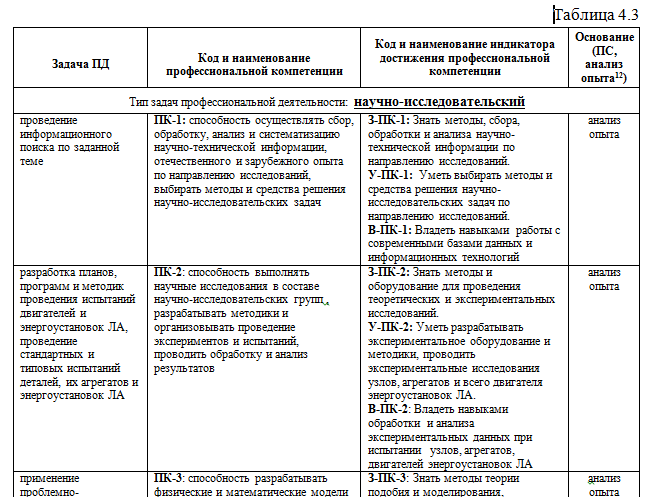 Таблица 4.3
Задача ПД
Код и наименование
профессиональной компетенции
Код и наименование индикатора
достижения профессиональной
компетенции
Основание
(ПС,
анализ
опыта12)
Тип задач профессиональной деятельности: научно-исследовательский
проведение
информационного
поиска по заданной
теме
ПК-1: способность осуществлять сбор,
обработку, анализ и систематизацию
научно-технической информации,
отечественного и зарубежного опыта
по направлению исследований,
выбирать методы и средства решения
научно-исследовательских задач
З-ПК-1: Знать методы, сбора,
обработки и анализа научно-
технической информации по
направлению исследований.
У-ПК-1: Уметь выбирать методы и
средства решения научно-
исследовательских задач по
направлению исследований.
В-ПК-1: Владеть навыками работы с
современными базами данных и
информационных технологий
анализ
опыта
разработка планов,
программ и методик
проведения испытаний
двигателей и
энергоустановок ЛА,
проведение
стандартных и
типовых испытаний
деталей, их агрегатов и
энергоустановок ЛА
ПК-2: способность выполнять
научные исследования в составе
научно-исследовательских групп,
разрабатывать методики и
организовывать проведение
экспериментов и испытаний,
проводить обработку и анализ
результатов
З-ПК-2: Знать методы и
оборудование для проведения
теоретических и экспериментальных
исследований.
У-ПК-2: Уметь разрабатывать
экспериментальное оборудование и
методики, проводить
экспериментальные исследования
узлов, агрегатов и всего двигателя
энергоустановок ЛА.
В-ПК-2: Владеть навыками
обработки и анализа
экспериментальных данных при
испытании узлов, агрегатов,
двигателей энергоустановок ЛА
анализ
опыта
применение
проблемно-
ПК-3: способность разрабатывать
физические и математические модели
З-ПК-3: Знать методы теории
подобия и моделирования,
анализ
опыта